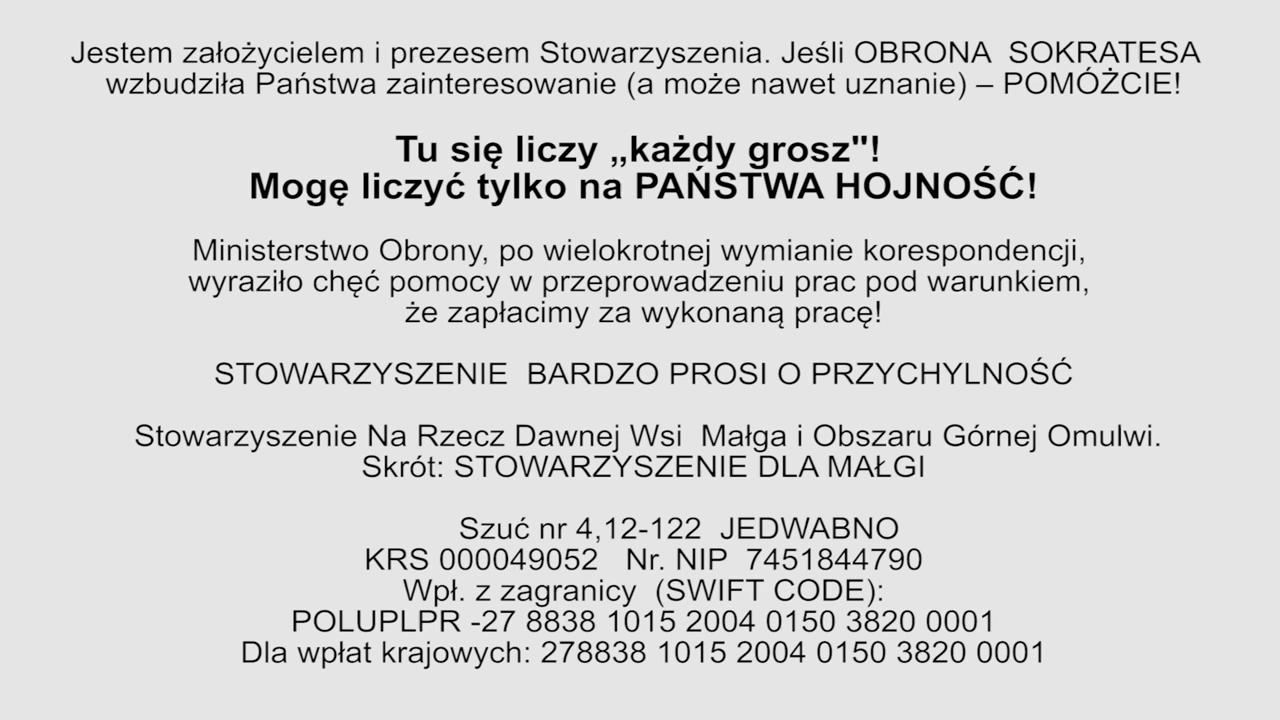 Jestem założycielem i prezesem Stowarzyszenia. Jeśli OBRONA SOKRATESA
wzbudziła Państwa zainteresowanie (a może nawet uznanie) – POMÓŻCIE!
Tu się liczy „każdy grosz"!
Mogę liczyć tylko na PAŃSTWA HOJNOŚĆ!
Ministerstwo Obrony, po wielokrotnej wymianie korespondencji,
wyraziło chęć pomocy w przeprowadzeniu prac pod warunkiem,
że zapłacimy za wykonaną pracę!
STOWARZYSZENIE BARDZO PROSI O PRZYCHYLNOŚĆ
Stowarzyszenie Na Rzecz Dawnej Wsi Małga i Obszaru Górnej Omulwi.
Skrót: STOWARZYSZENIE DLA MAŁGI
Szuć nr 4,12-122 JEDWABNO
KRS 000049052 Nr. NIP 7451844790
Wpł. z zagranicy (SWIFT CODE):
POLUPLPR -27 8838 1015 2004 0150 3820 0001
Dla wpłat krajowych: 278838 1015 2004 0150 3820 0001